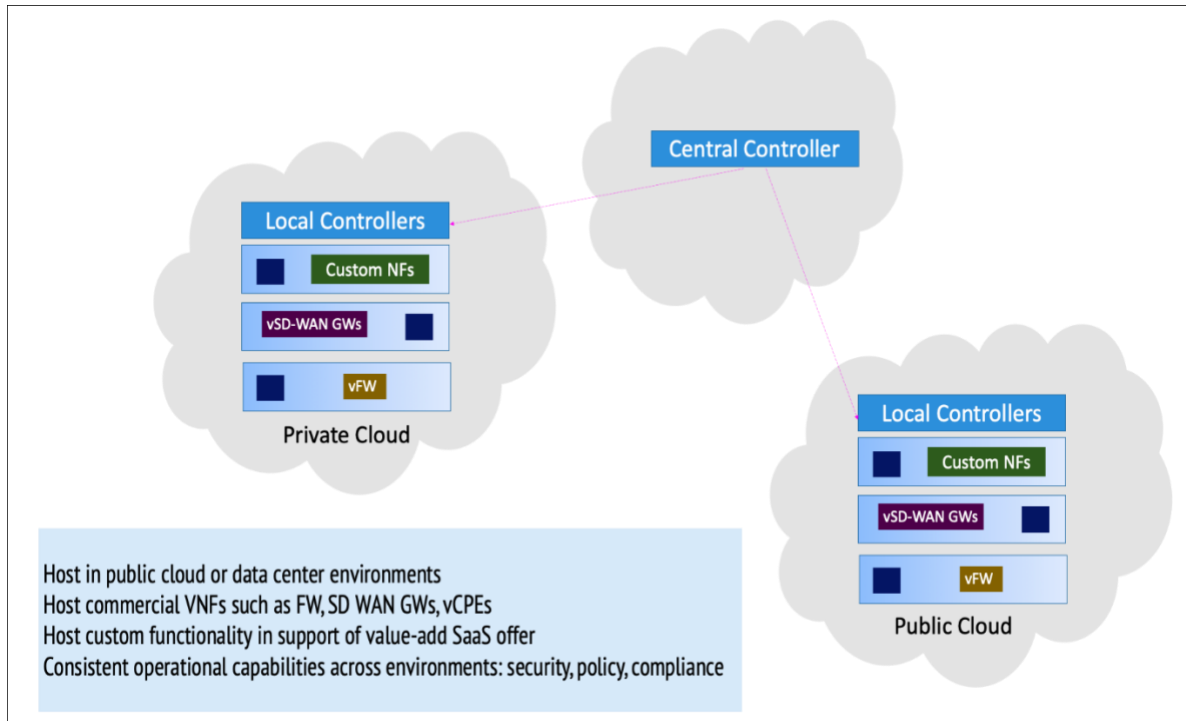 Central Controller
Local Controllers
Custom NFs
vSD-WAN GWs
vFW
Private Cloud
Local Controllers
Custom NFs
vSD-WAN GWs
vFW
Public Cloud
Host in public cloud or data center environments
Host commercial VNFs such as FW, SD WAN GWs, vCPEs
Host custom functionality in support of value-add SaaS offer
Consistent operational capabilities across environments: security, policy, compliance